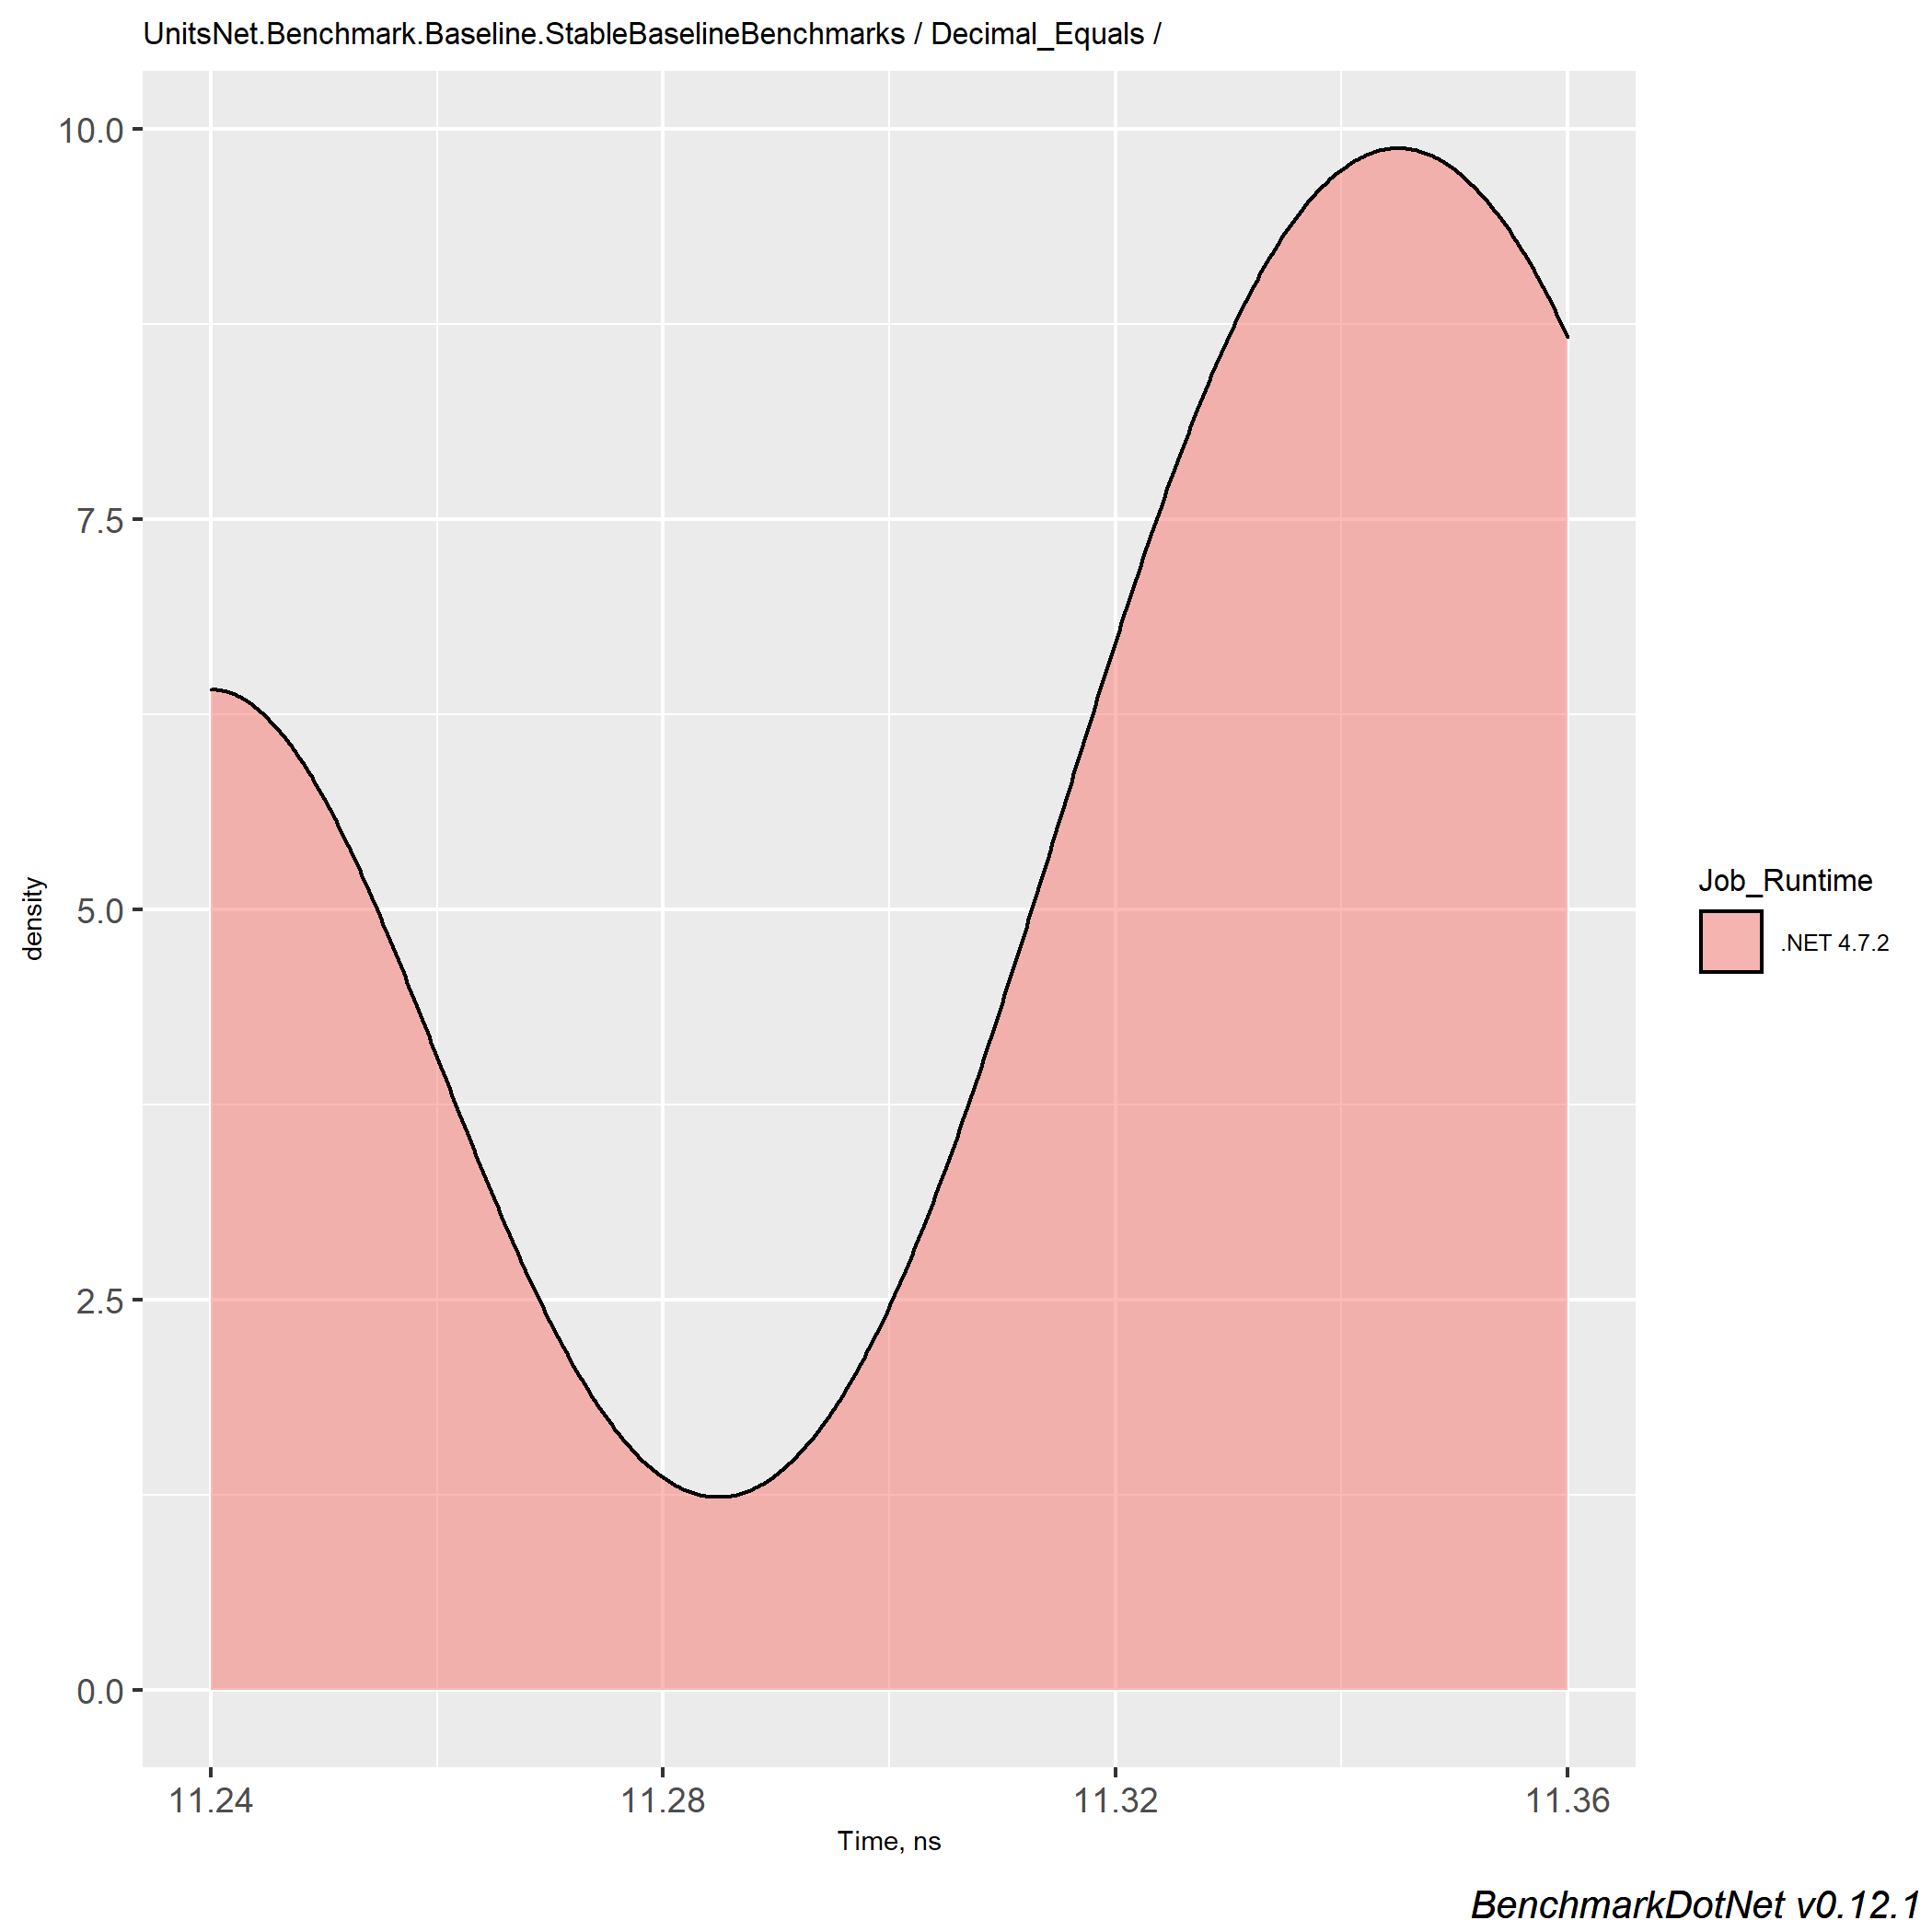 UnitsNet.Benchmark.Baseline.StableBaselineBenchmarks / Decimal_Equals /
10.0
7.5
5.0
2.5
0.0
density
11.24 11.28 11.32 11.36
Time, ns
Job_Runtime
.NET 4.7.2
BenchmarkDotNet v0.12.1